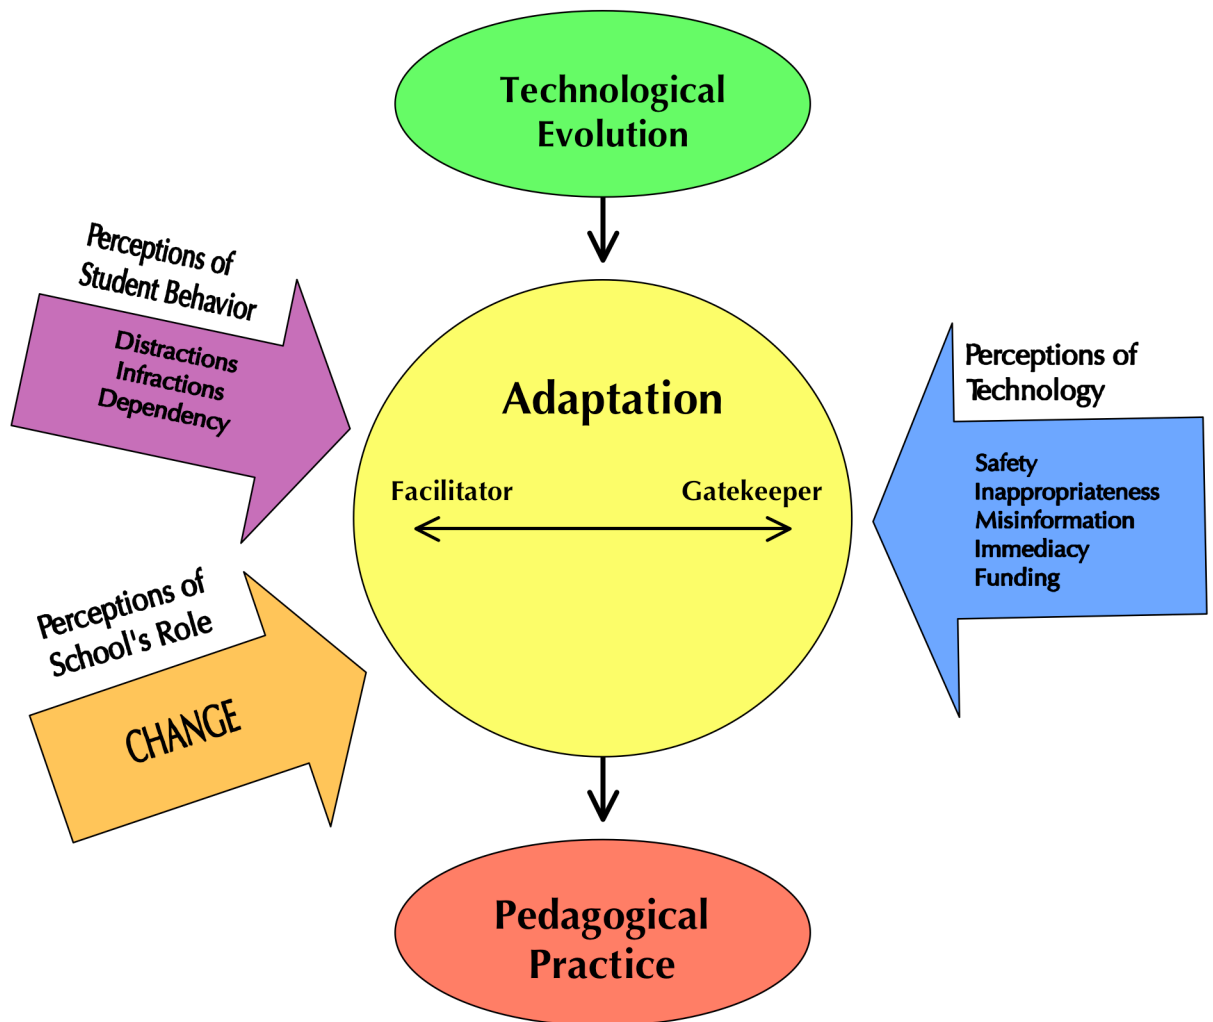 Technological
Evolution
Perceptions of
Student Behavior
Distractions
Infractions
Dependency
Adaptation
Facilitator
Gatekeeper
Perceptions of
Technology
Safety
Inappropriateness
Misinformation
Immediacy
Funding
Perceptions of
School's Role
CHANGE
Pedagogical
Practice